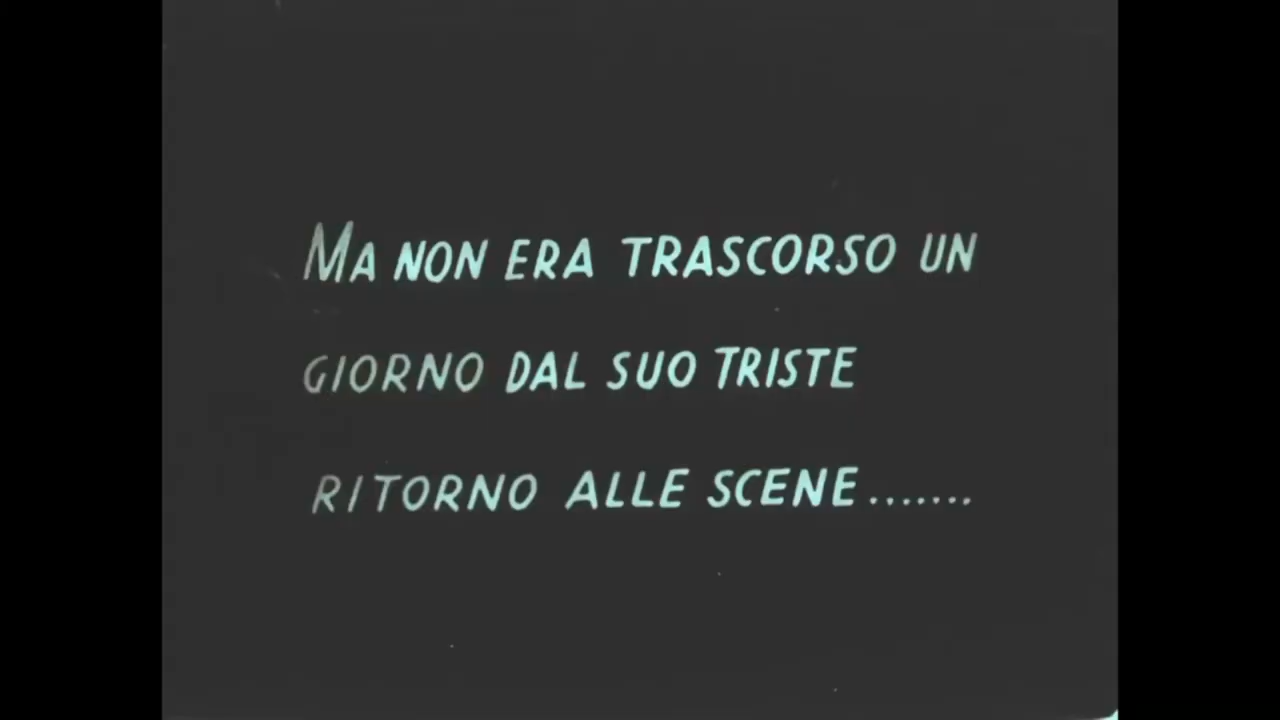 MA NON ERA TRASCORSO UN
GIORNO DAL SUO TRISTE
RITORNO ALLE SCENE.......